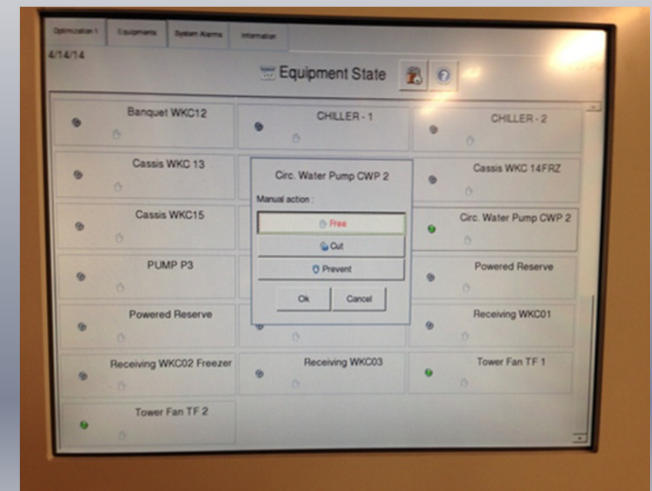 Optimization 1 Equipments System Alarms Information
4/14/14
Equipment State
Banquet WKC12 CHILLER - 1 CHILLER - 2
Cassis WKC 13 Cassis WKC 14FRZ
Circ. Water Pump CWP 2
Manual action :
Free
Cut
Prevent
Ok Cancel
Cassis WKC15 Circ. Water Pump CWP 2
PUMP P3 Powered Reserve
Powered Reserve Receiving WKC01
Receiving WKC02 Freezer Receiving WKC03 Tower Fan TF 1
Tower Fan TF 2